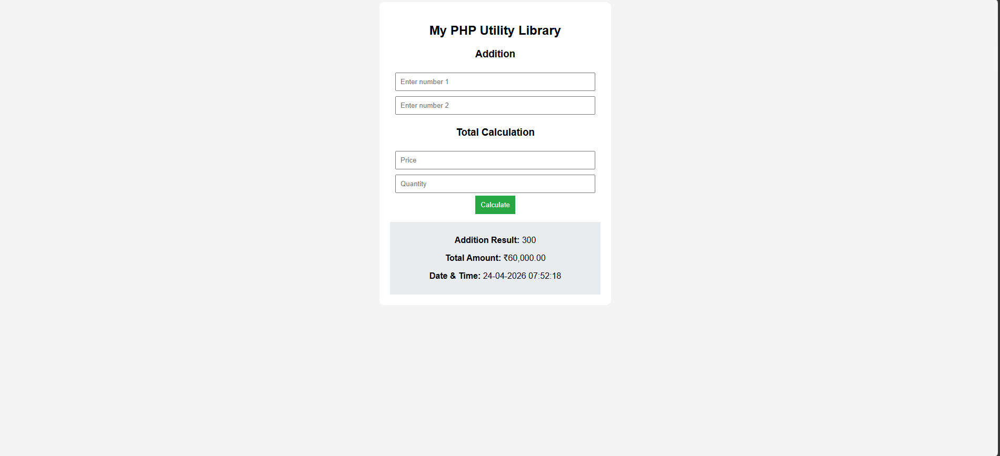 My PHP Utility Library
Addition
Enter number 1
Enter number 2
Total Calculation
Price
Quantity
Calculate
Addition Result: 300
Total Amount: ₹60,000.00
Date & Time: 24-04-2026 07:52:18